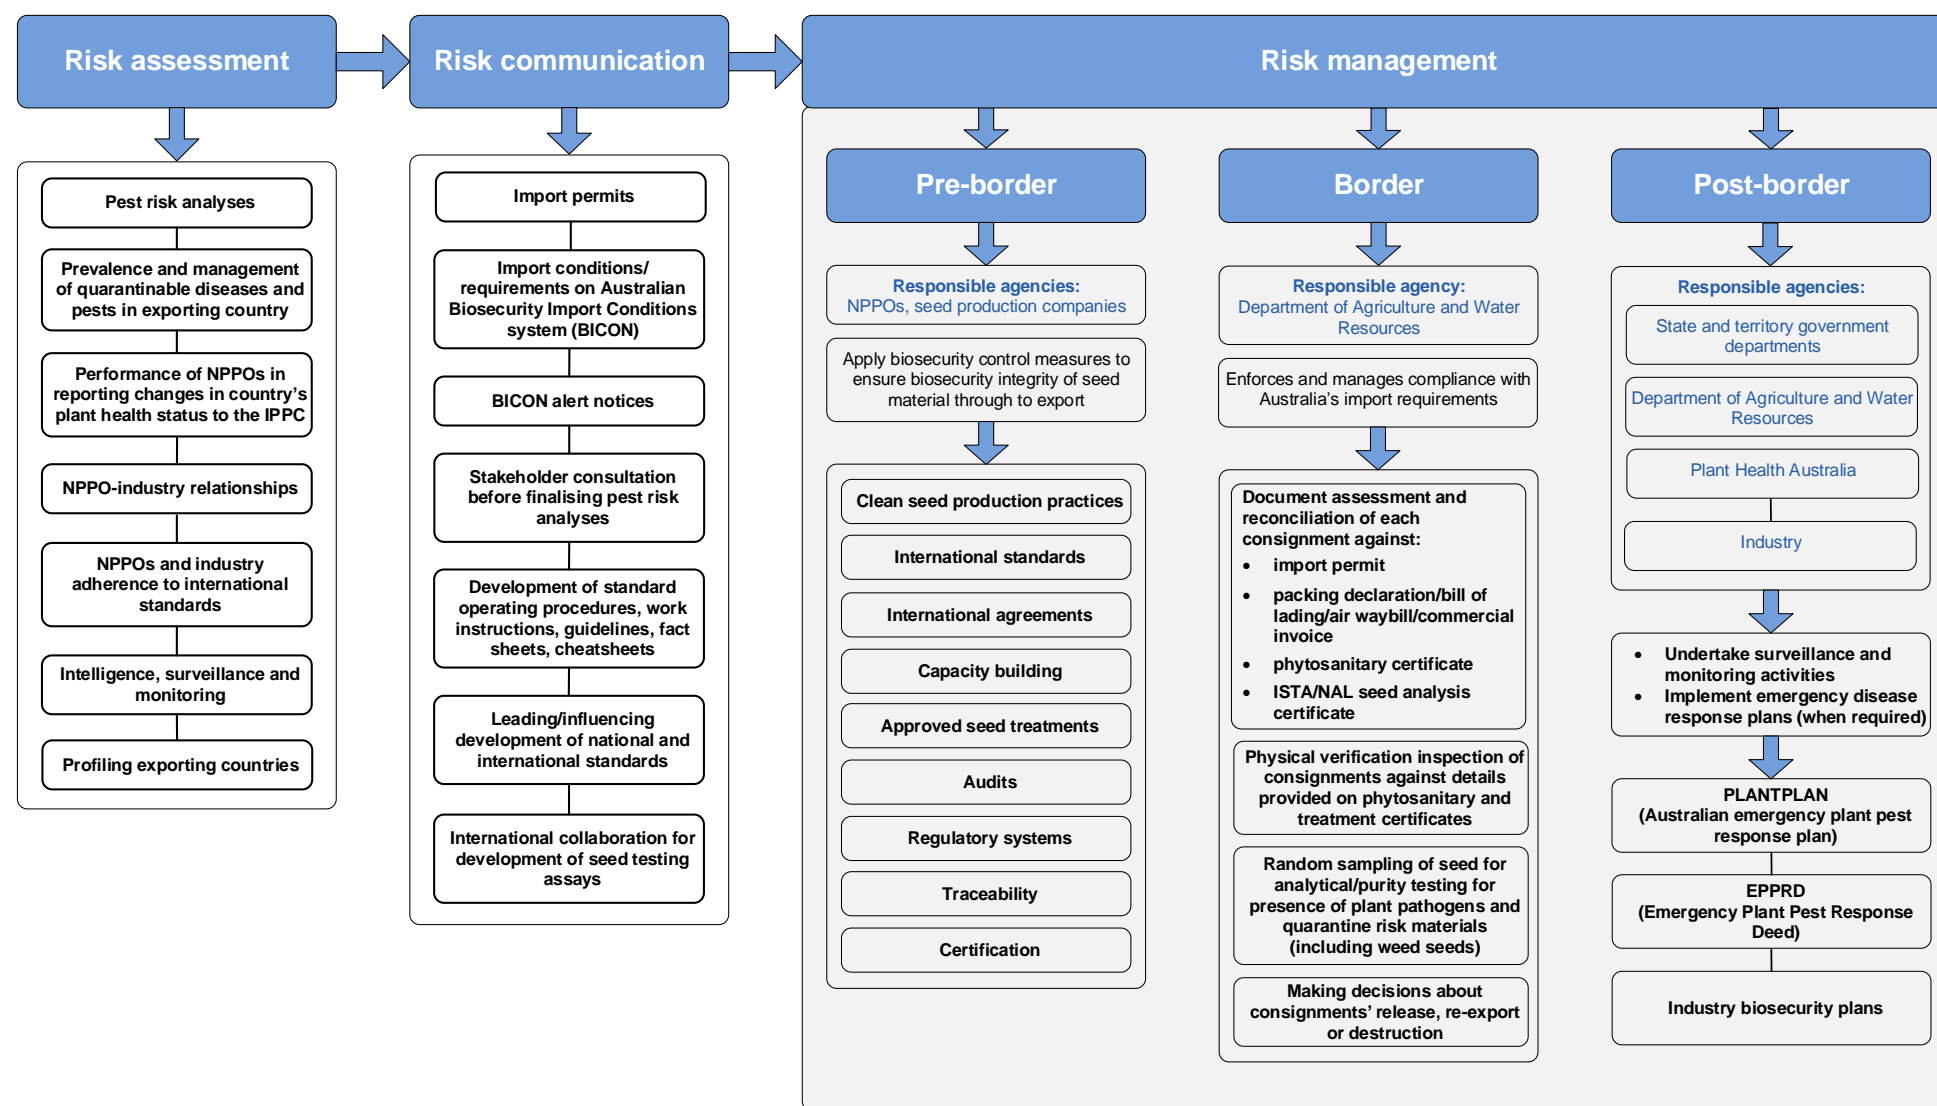 Risk assessment
Risk communication
Risk management
Pest risk analyses
Prevalence and management
of quarantinable diseases and
pests in exporting country
Performance of NPPOs in
reporting changes in country’s
plant health status to the IPPC
NPPO-industry relationships
NPPOs and industry
adherence to international
standards
Intelligence, surveillance and
monitoring
Profiling exporting countries
Import permits
Import conditions/
requirements on Australian
Biosecurity Import Conditions
system (BICON)
BICON alert notices
Stakeholder consultation
before finalising pest risk
analyses
Development of standard
operating procedures, work
instructions, guidelines, fact
sheets, cheatsheets
Leading/influencing
development of national and
international standards
International collaboration for
development of seed testing
assays
Pre-border
Responsible agencies:
NPPOs, seed production companies
Apply biosecurity control measures to
ensure biosecurity integrity of seed
material through to export
Clean seed production practices
International standards
International agreements
Capacity building
Approved seed treatments
Audits
Regulatory systems
Traceability
Certification
Border
Responsible agency:
Department of Agriculture and Water
Resources
Enforces and manages compliance with
Australia’s import requirements
Document assessment and
reconciliation of each
consignment against:
• import permit
• packing declaration/bill of
lading/air waybill/commercial
invoice
• phytosanitary certificate
• ISTA/NAL seed analysis
certificate
Physical verification inspection of
consignments against details
provided on phytosanitary and
treatment certificates
Random sampling of seed for
analytical/purity testing for
presence of plant pathogens and
quarantine risk materials
(including weed seeds)
Making decisions about
consignments’ release, re-export
or destruction
Post-border
Responsible agencies:
State and territory government
departments
Department of Agriculture and Water
Resources
Plant Health Australia
Industry
• Undertake surveillance and
monitoring activities
• Implement emergency disease
response plans (when required)
PLANTPLAN
(Australian emergency plant pest
response plan)
EPPRD
(Emergency Plant Pest Response
Deed)
Industry biosecurity plans